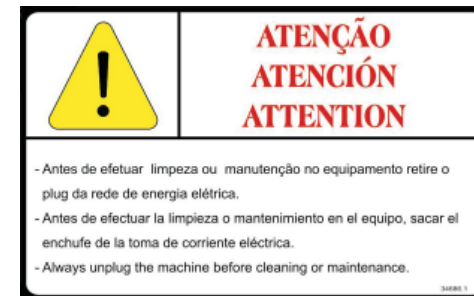 ATENÇÃO
ATENCIÓN
ATTENTION
- Antes de efetuar limpeza ou manutenção no equipamento retire o
plug da rede de energia elétrica.
- Antes de efectuar la limpieza o mantenimiento en el equipo, sacar el
enchufe de la toma de corriente eléctrica.
- Always unplug the machine before cleaning or maintenance.
34686.1